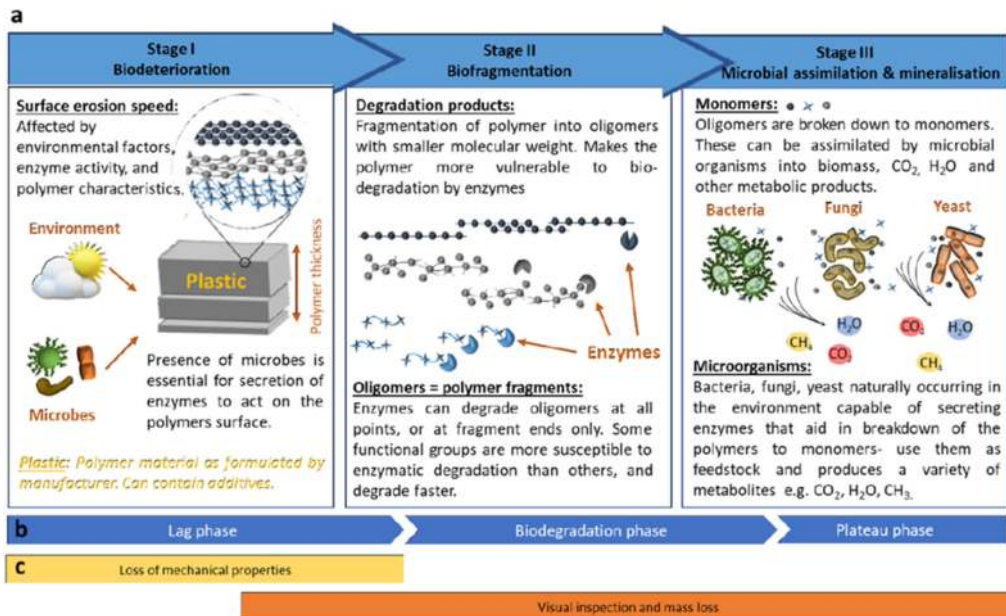 a
Stage I
Biodeterioration
Stage II
Biofragmentation
Stage III
Microbial assimilation & mineralisation
Surface erosion speed:
Affected by
environmental factors,
enzyme activity, and
polymer characteristics.
Environment
Plastic
Polymer thickness
Microbes
Presence of microbes is
essential for secretion of
enzymes to act on the
polymers surface.
Plastic: Polymer material as formulated by
manufacturer. Can contain additives.
Degradation products:
Fragmentation of polymer into oligomers
with smaller molecular weight. Makes the
polymer more vulnerable to bio-
degradation by enzymes
Enzymes
Oligomers = polymer fragments:
Enzymes can degrade oligomers at all
points, or at fragment ends only. Some
functional groups are more susceptible to
enzymatic degradation than others, and
degrade faster.
Monomers:
Oligomers are broken down to monomers.
These can be assimilated by microbial
organisms into biomass, CO₂, H₂O and
other metabolic products.
Bacteria
Fungi
Yeast
CH₄
H₂O
CO₂
CO₂
H₂O
CH₄
Microorganisms:
Bacteria, fungi, yeast naturally occurring in
the environment capable of secreting
enzymes that aid in breakdown of the
polymers to monomers- use them as
feedstock and produces a variety of
metabolites e.g. CO₂, H₂O, CH₃.
b
Lag phase
Biodegradation phase
Plateau phase
c
Loss of mechanical properties
Visual inspection and mass loss